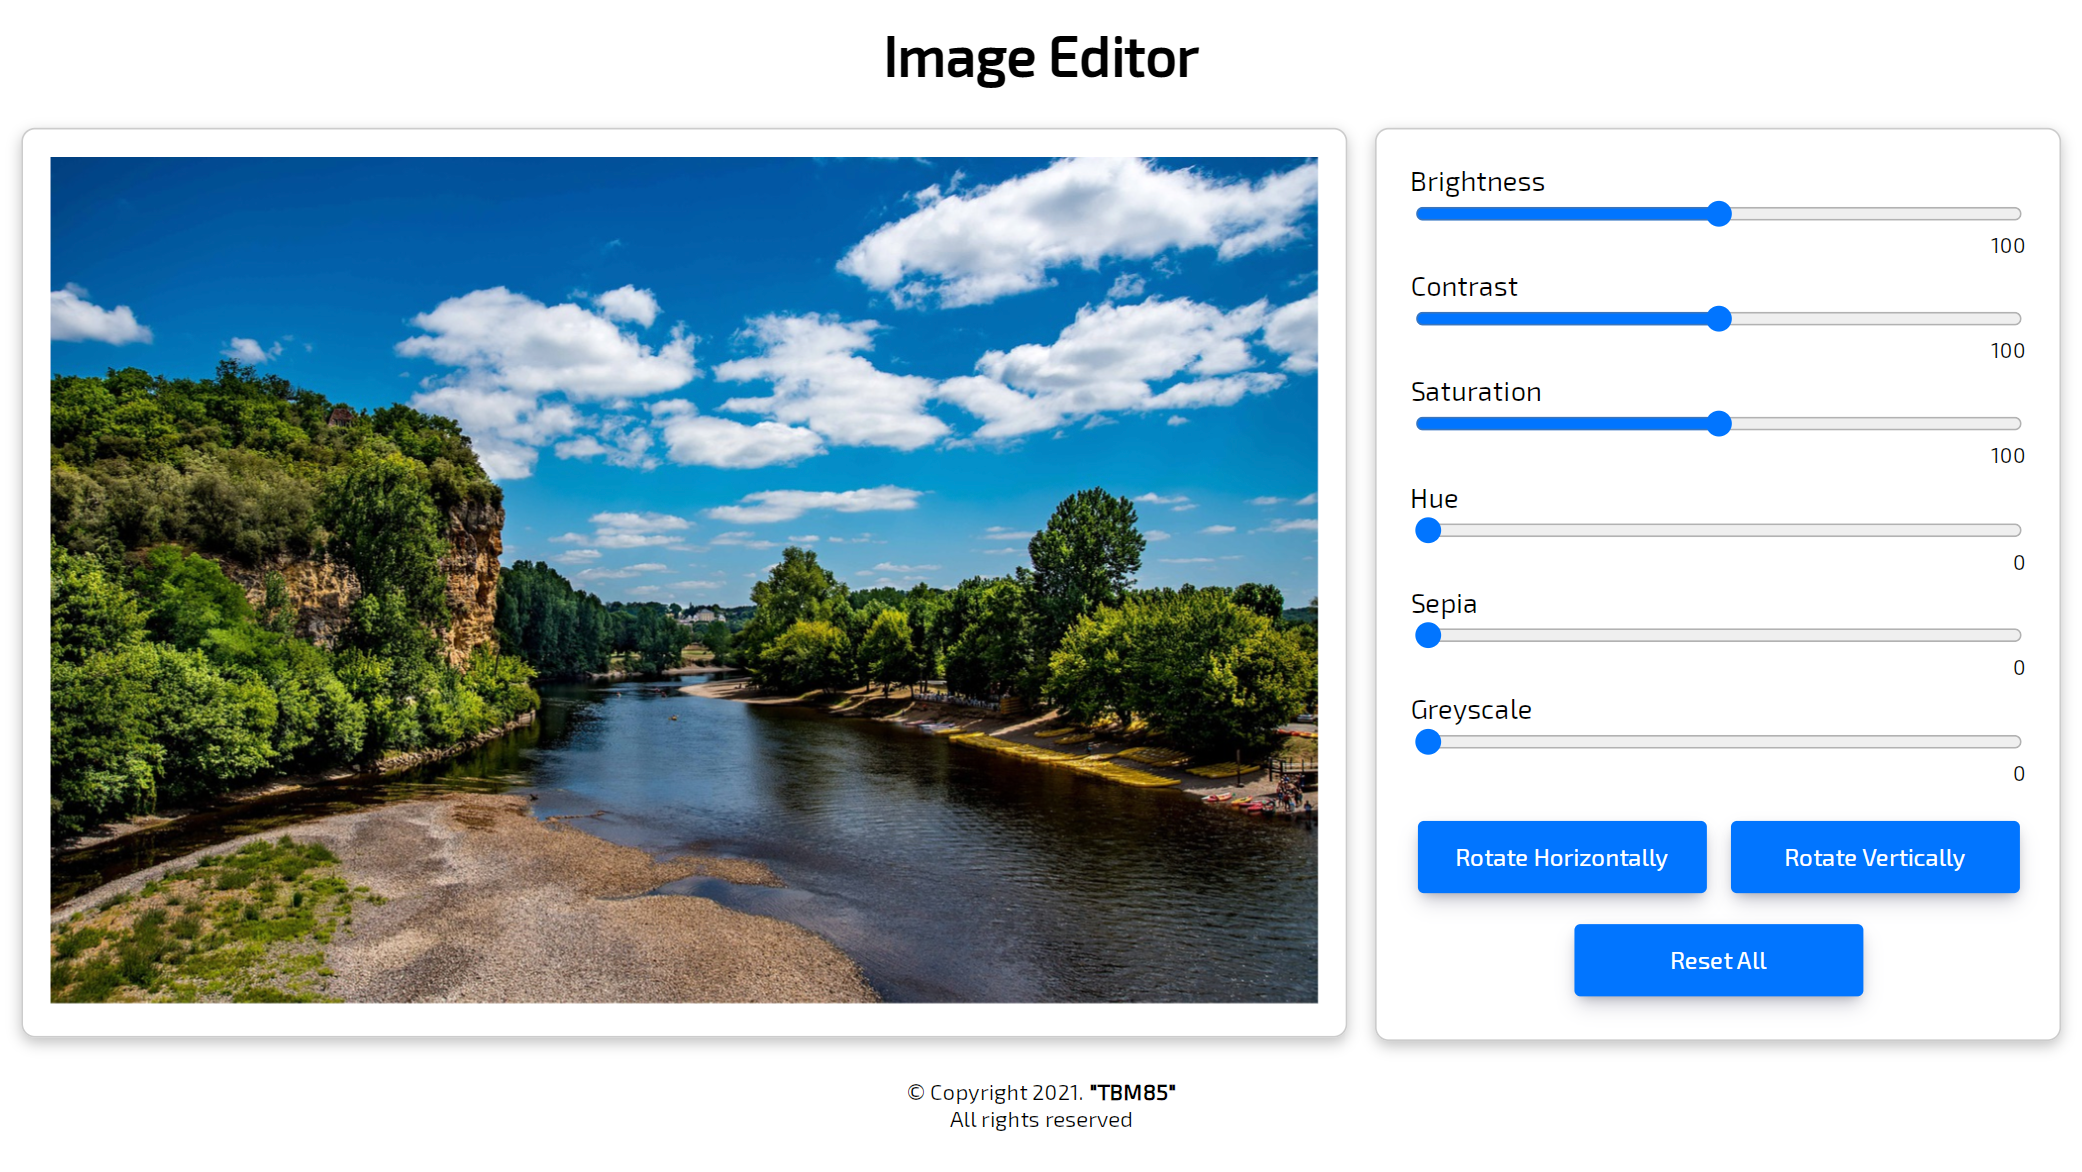 Image Editor
Brightness
100
Contrast
100
Saturation
100
Hue
0
Sepia
0
Greyscale
0
Rotate Horizontally
Rotate Vertically
Reset All
© Copyright 2021. "TBM85"
All rights reserved